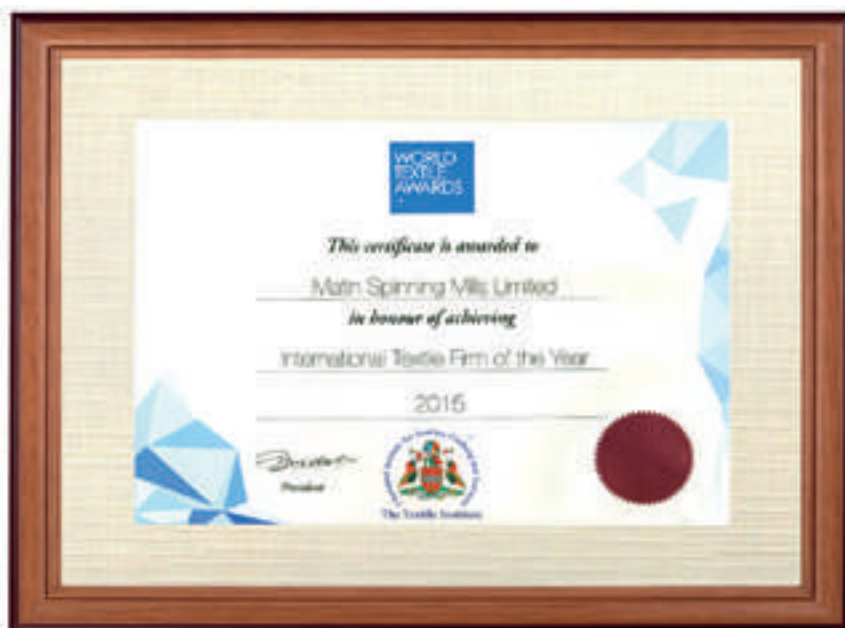 WORLD
TEXTILE
AWARDS
This certificate is awarded to
Matin Spinning Mills Limited
in honour of achieving
International Textile Firm of the Year
2015
President
The Textile Institute